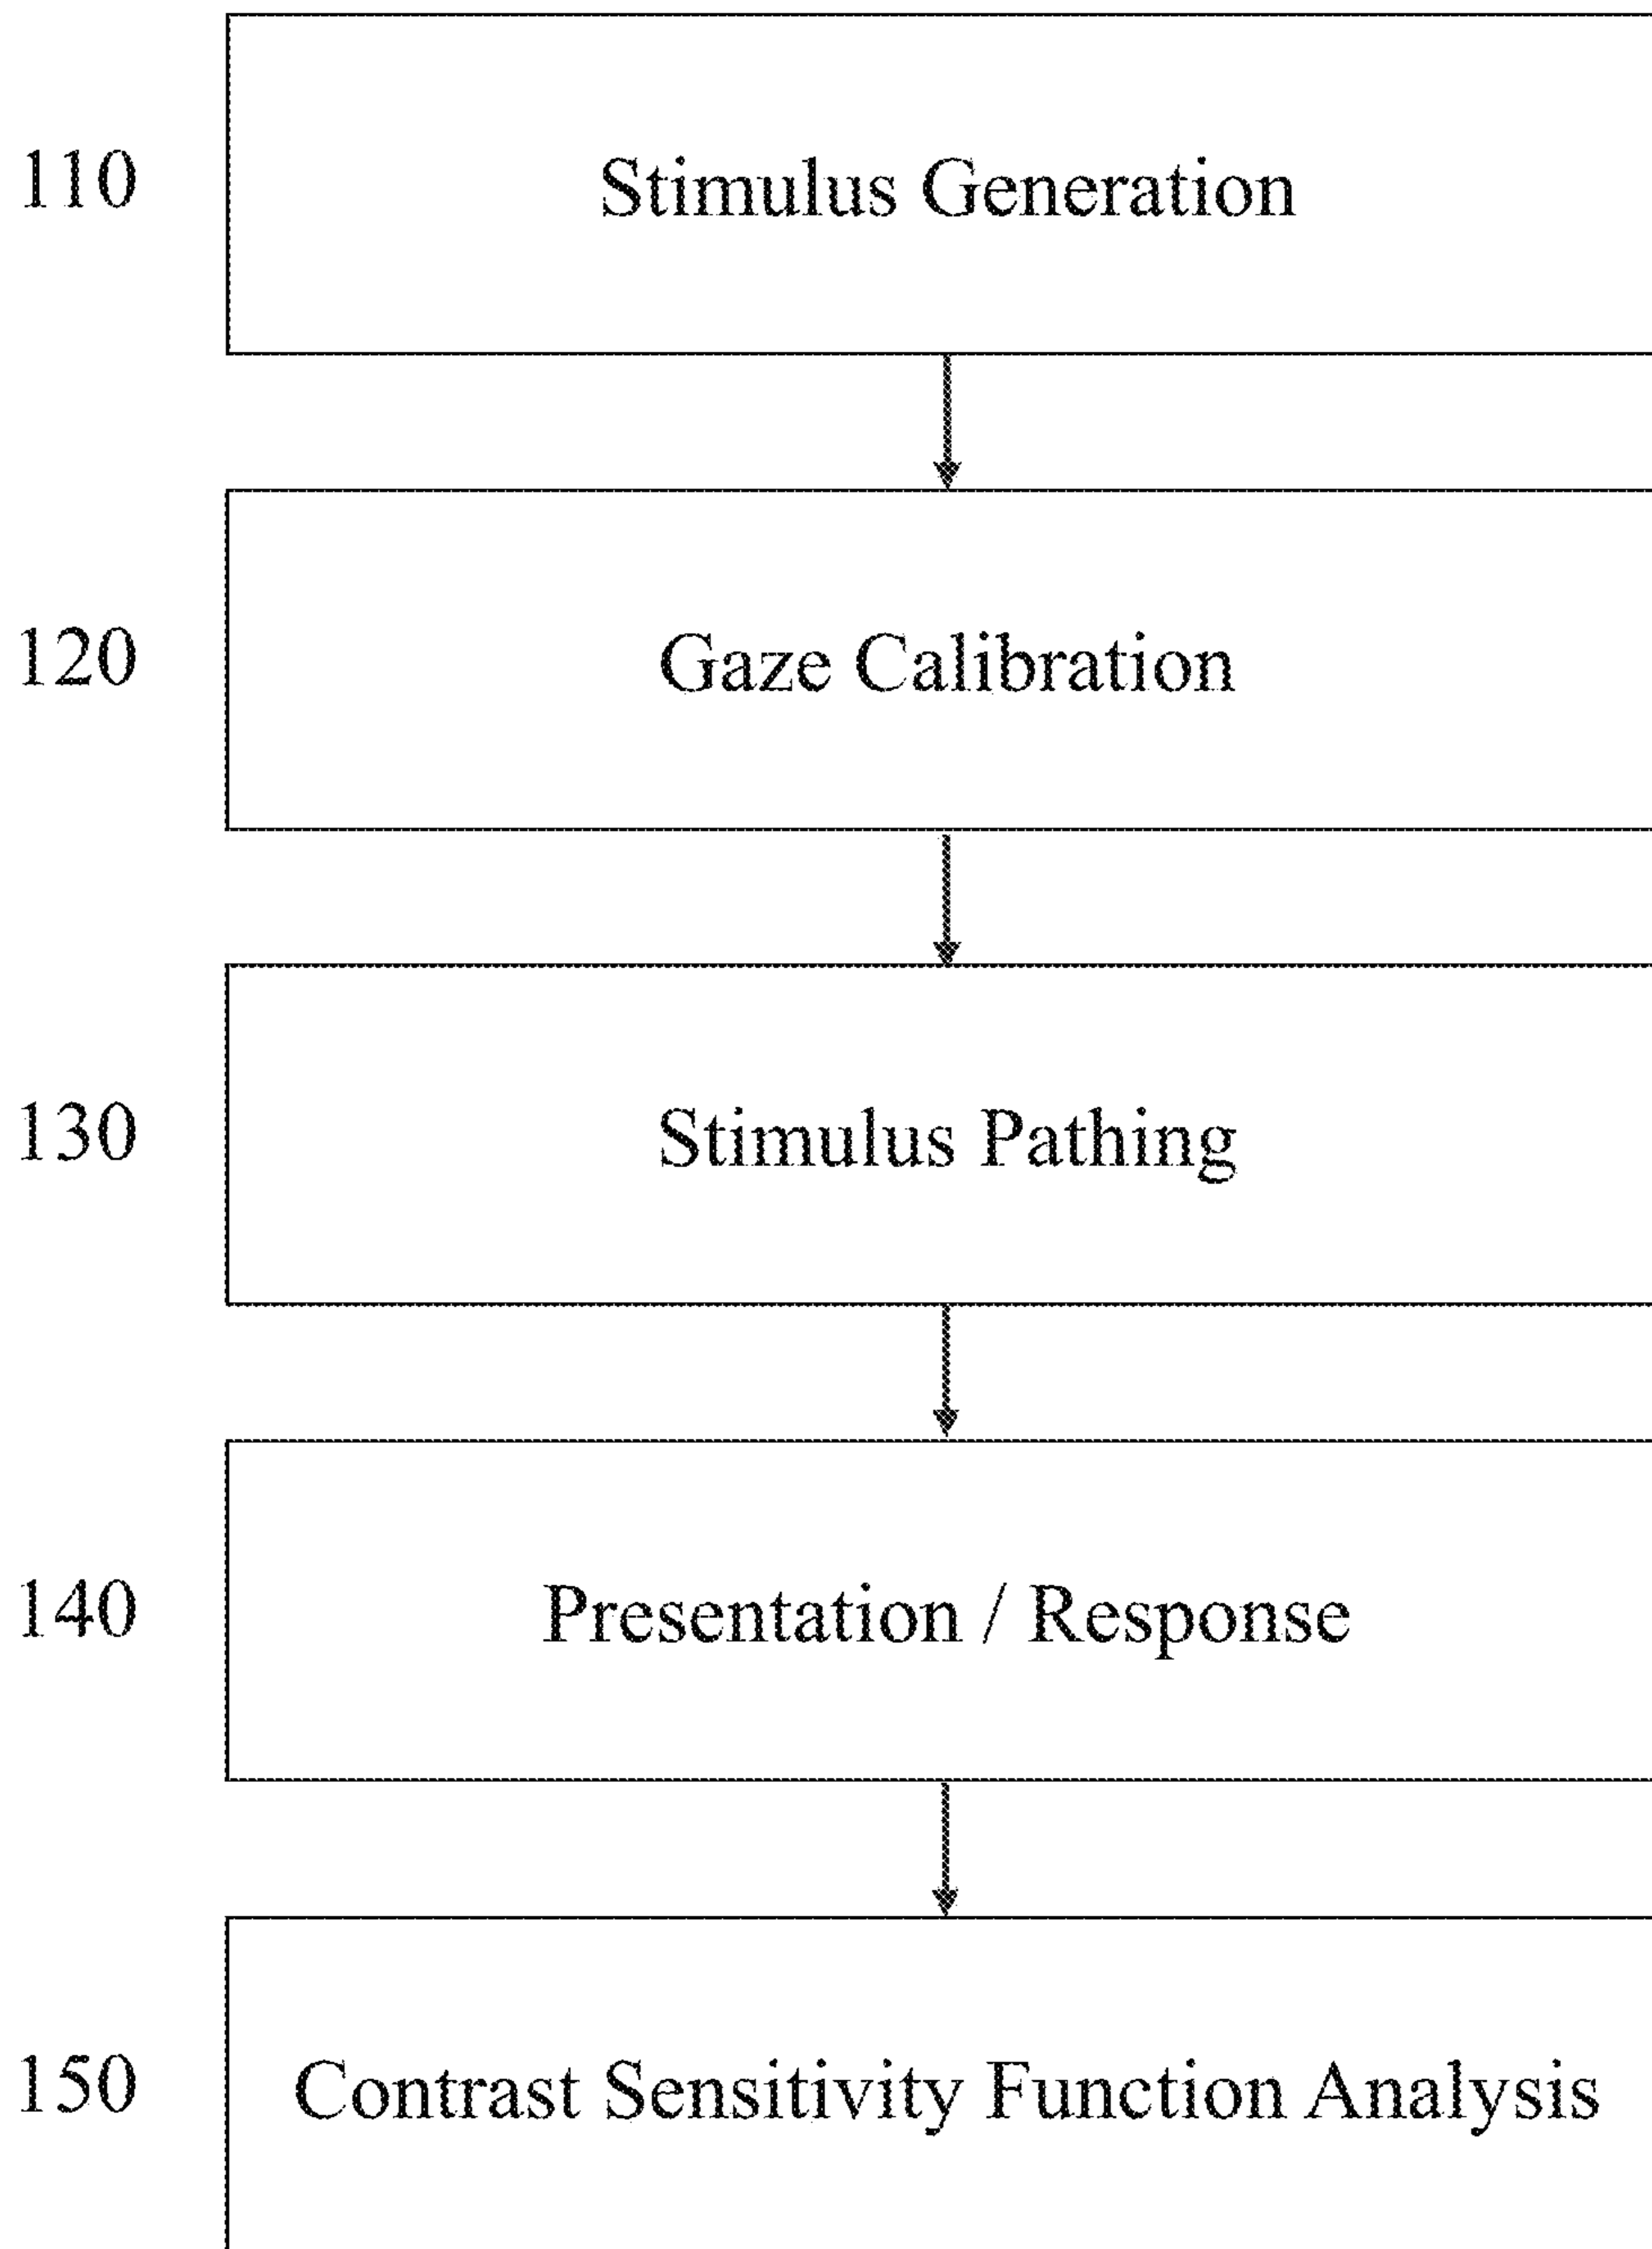 110 Stimulus Generation
120 Gaze Calibration
130 Stimulus Pathing
140 Presentation / Response
150 Contrast Sensitivity Function Analysis